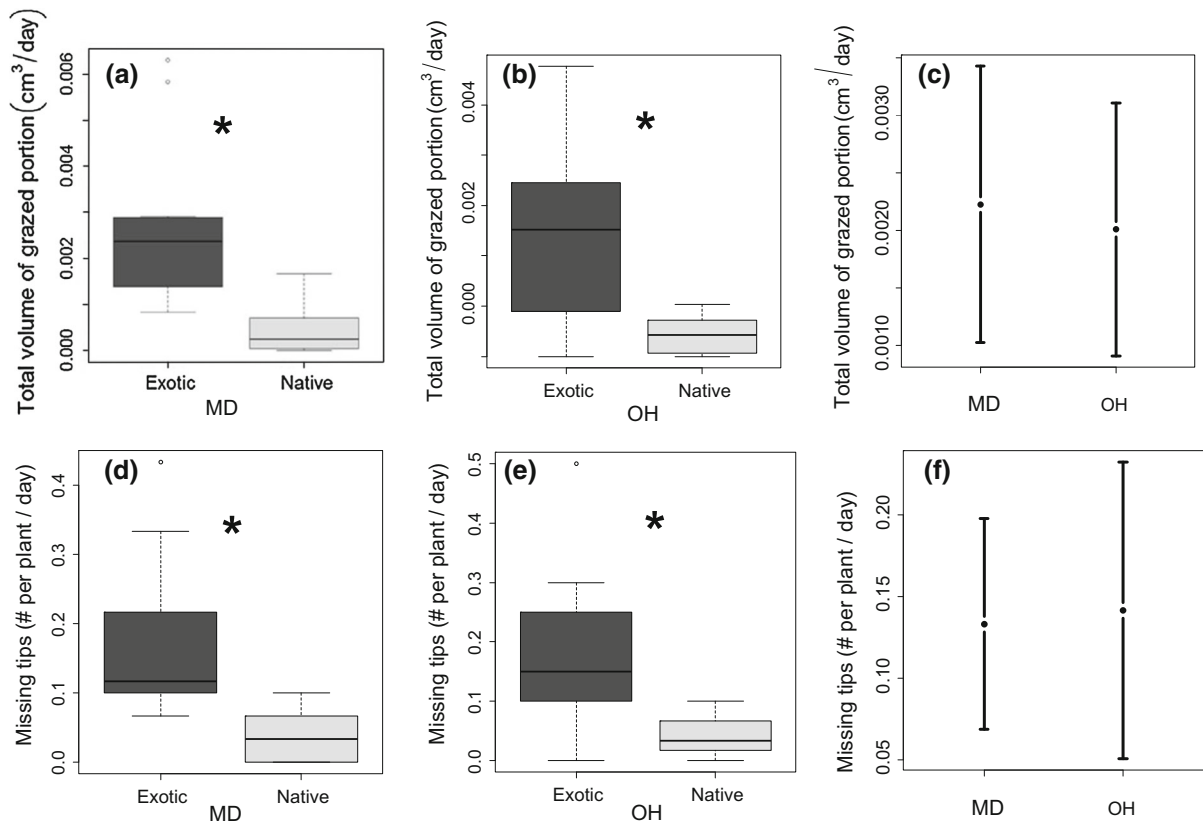 (a)
Total volume of grazed portion (cm³/day)
0.006
0.004
0.002
0.000
*
Exotic
Native
MD
(b)
Total volume of grazed portion (cm³/day)
0.004
0.002
0.000
*
Exotic
Native
OH
(c)
Total volume of grazed portion (cm³/day)
0.0030
0.0020
0.0010
MD
OH
(d)
Missing tips (# per plant / day)
0.4
0.3
0.2
0.1
0.0
*
Exotic
Native
MD
(e)
Missing tips (# per plant / day)
0.5
0.4
0.3
0.2
0.1
0.0
*
Exotic
Native
OH
(f)
Missing tips (# per plant / day)
0.20
0.15
0.10
0.05
MD
OH